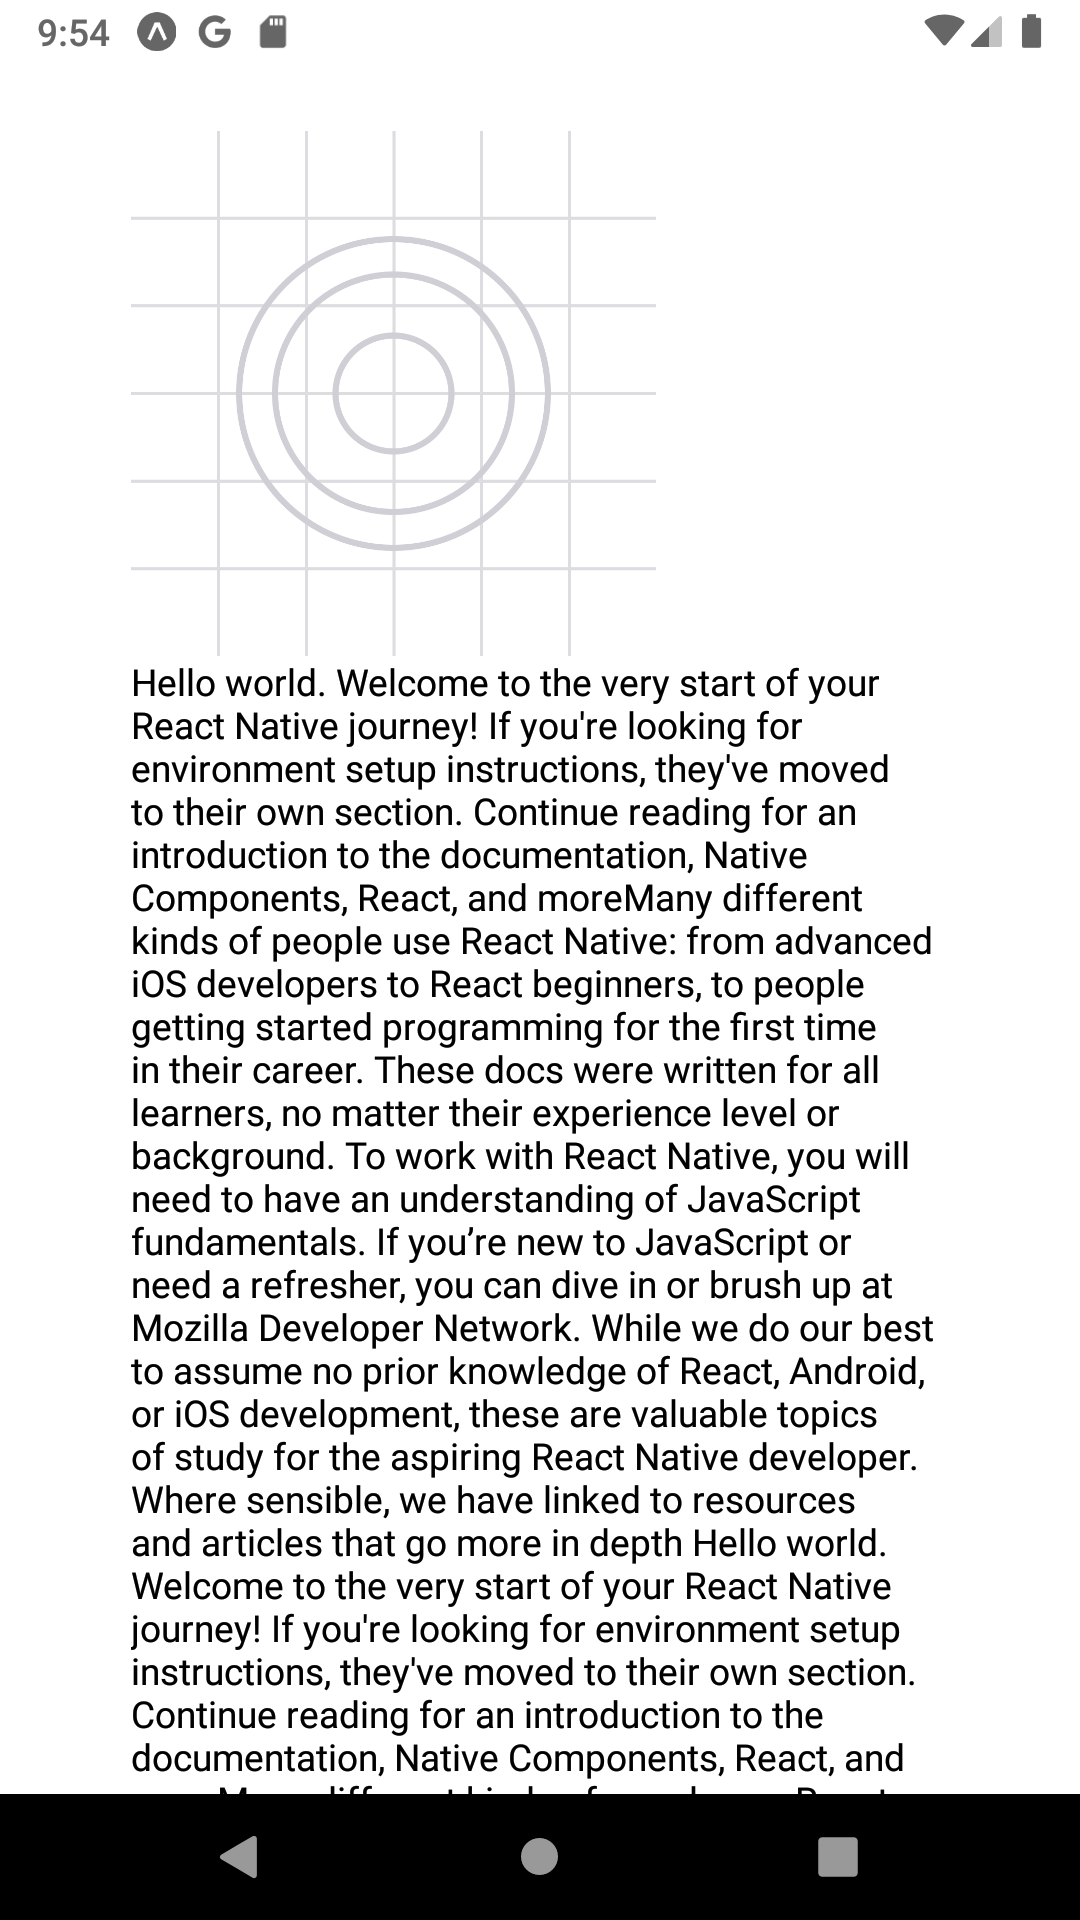 9:54
Hello world. Welcome to the very start of your
React Native journey! If you're looking for
environment setup instructions, they've moved
to their own section. Continue reading for an
introduction to the documentation, Native
Components, React, and moreMany different
kinds of people use React Native: from advanced
iOS developers to React beginners, to people
getting started programming for the first time
in their career. These docs were written for all
learners, no matter their experience level or
background. To work with React Native, you will
need to have an understanding of JavaScript
fundamentals. If you’re new to JavaScript or
need a refresher, you can dive in or brush up at
Mozilla Developer Network. While we do our best
to assume no prior knowledge of React, Android,
or iOS development, these are valuable topics
of study for the aspiring React Native developer.
Where sensible, we have linked to resources
and articles that go more in depth Hello world.
Welcome to the very start of your React Native
journey! If you're looking for environment setup
instructions, they've moved to their own section.
Continue reading for an introduction to the
documentation, Native Components, React, and